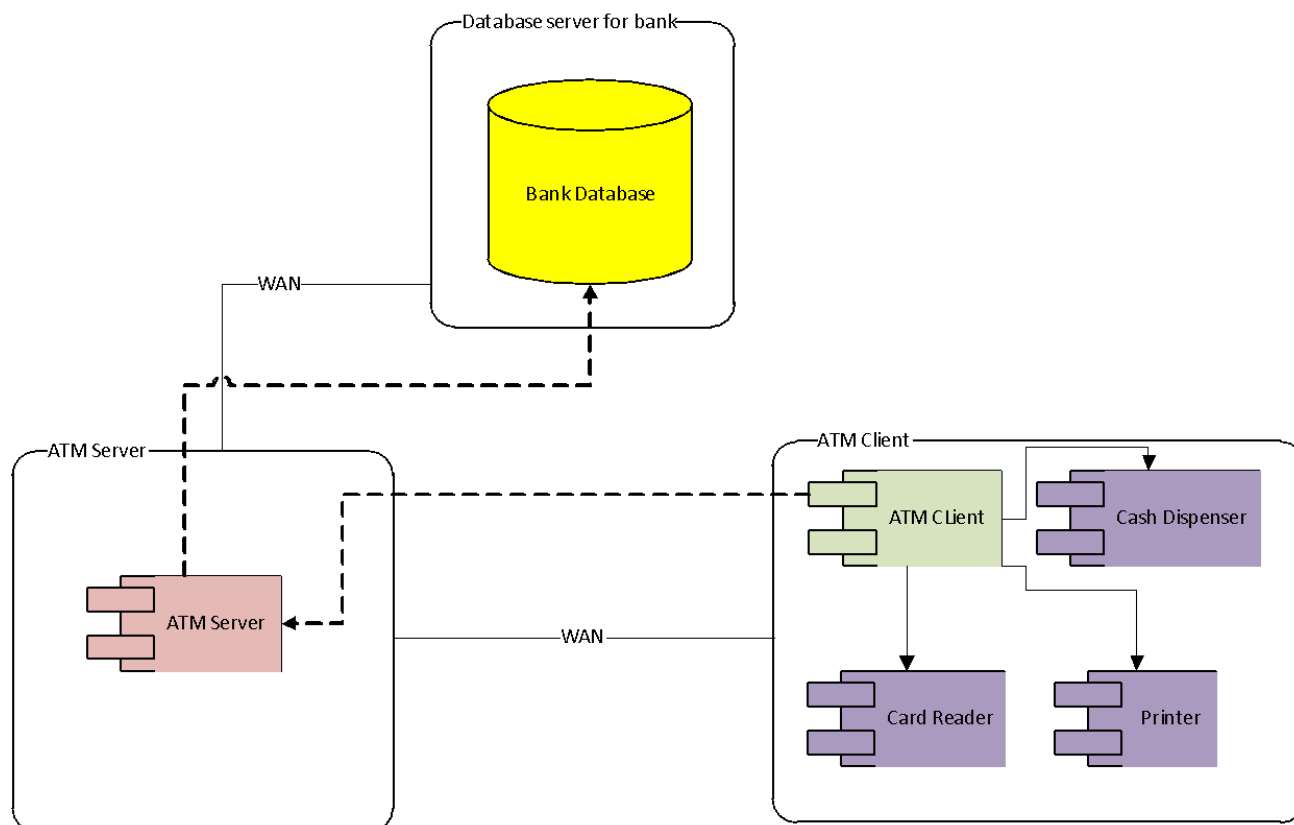 Database server for bank
Bank Database
WAN
ATM Server
ATM Client
ATM CLient
Cash Dispenser
ATM Server
WAN
Card Reader
Printer